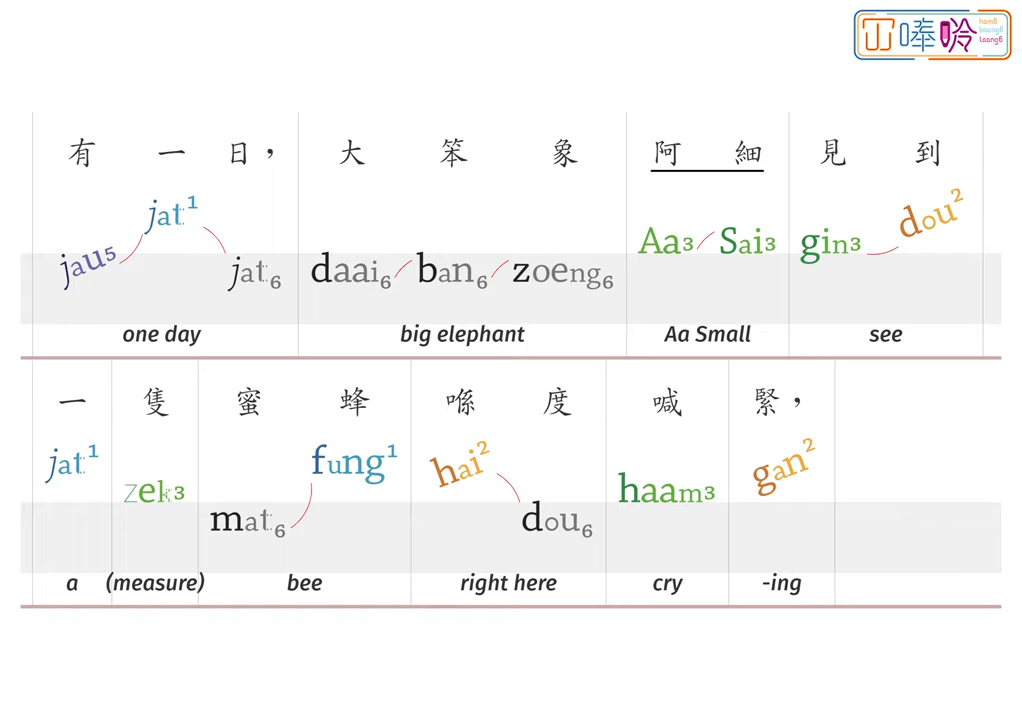 冚唪唥
ham6
baang6
laang6
有一日，大笨象阿細見到
jau5 jat1 jat6 daai6 ban6 zoeng6 Aa3 Sai3 gin3 dou2
one day big elephant Aa Small see
一隻蜜蜂喺度喊緊，
jat1 zek3 mat6 fung1 hai2 dou6 haam3 gan2
a (measure) bee right here cry -ing